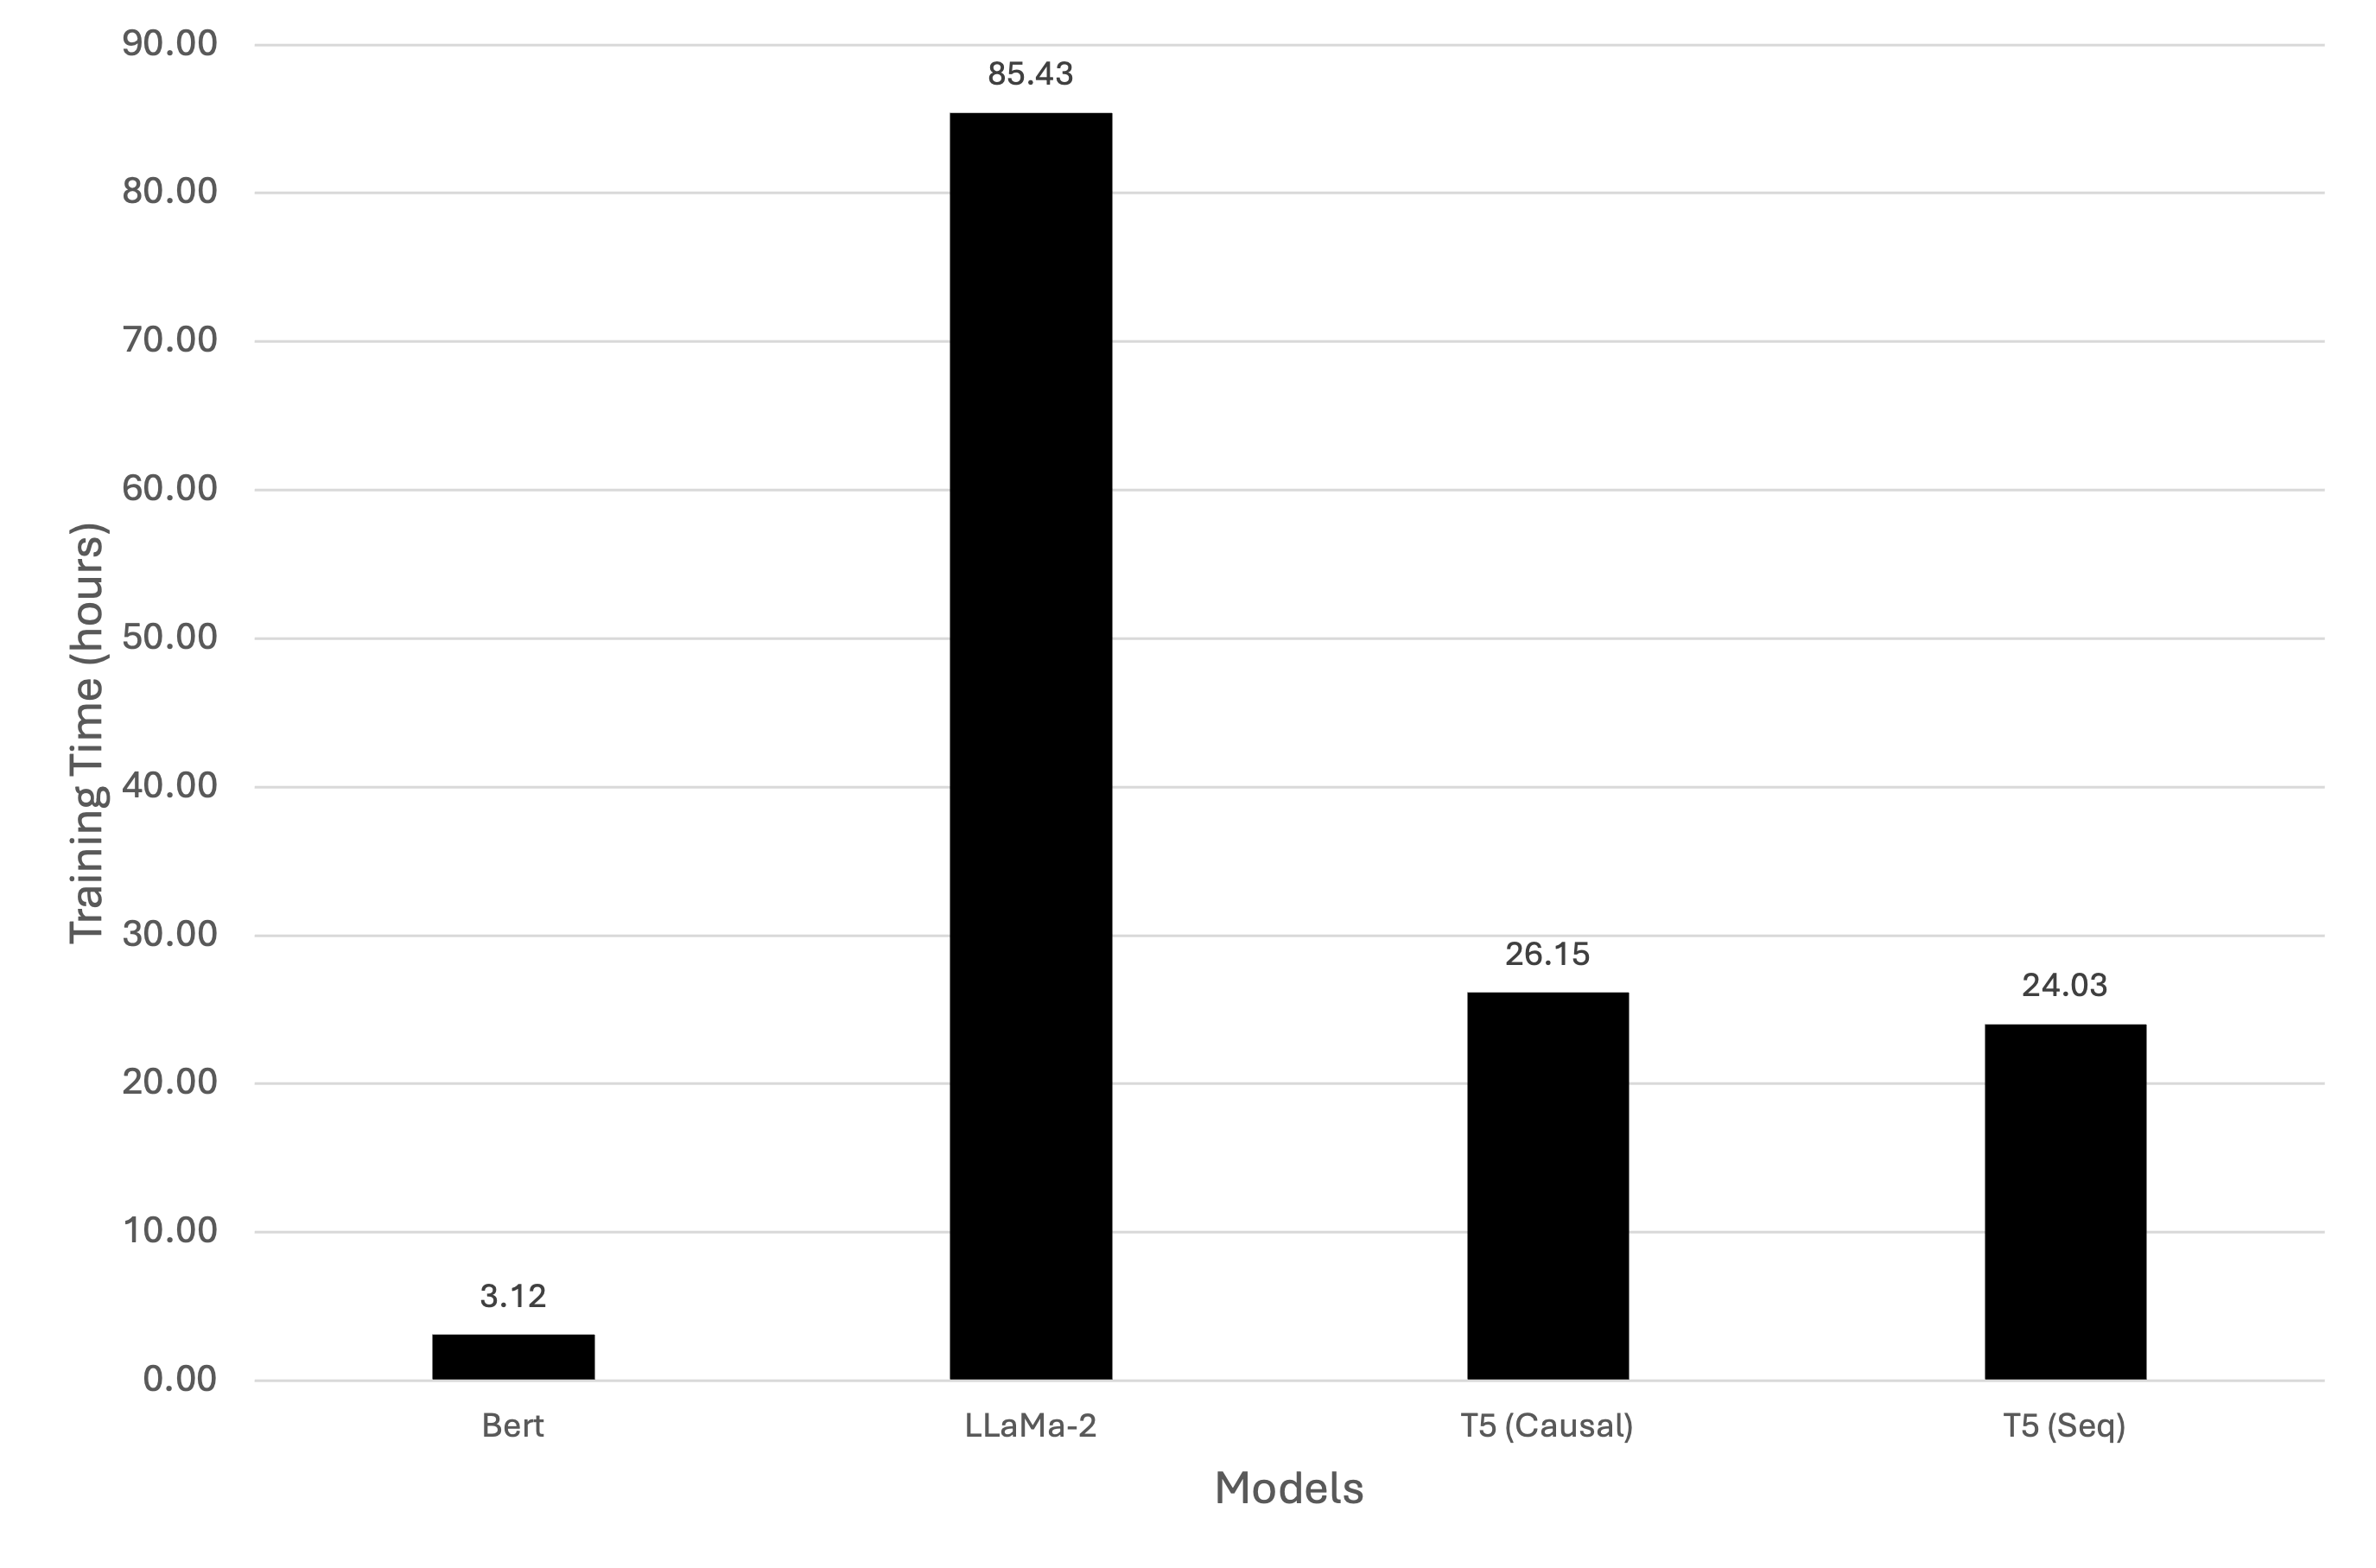 90.00
80.00
70.00
60.00
50.00
40.00
30.00
20.00
10.00
0.00
Training Time (hours)
3.12
85.43
26.15
24.03
Bert
LLaMa-2
T5 (Causal)
T5 (Seq)
Models